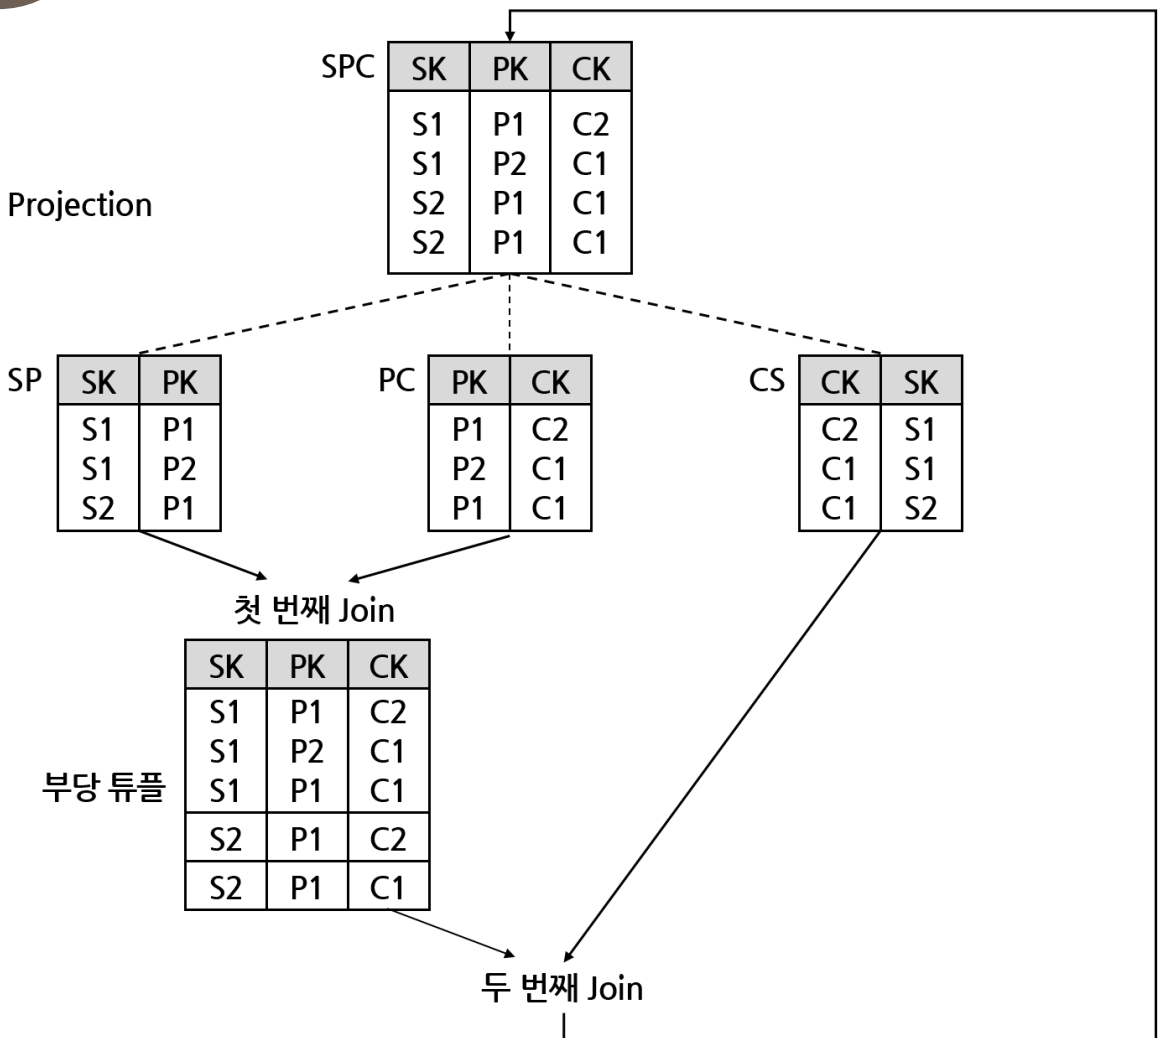 SPC SK PK CK
S1 P1 C2
S1 P2 C1
Projection
S2 P1 C1
S2 P1 C1
SP SK PK
S1 P1
S1 P2
S2 P1
PC PK CK
P1 C2
P2 C1
P1 C1
CS CK SK
C2 S1
C1 S1
C1 S2
첫 번째 Join
SK PK CK
S1 P1 C2
S1 P2 C1
부당 튜플 S1 P1 C1
S2 P1 C2
S2 P1 C1
두 번째 Join